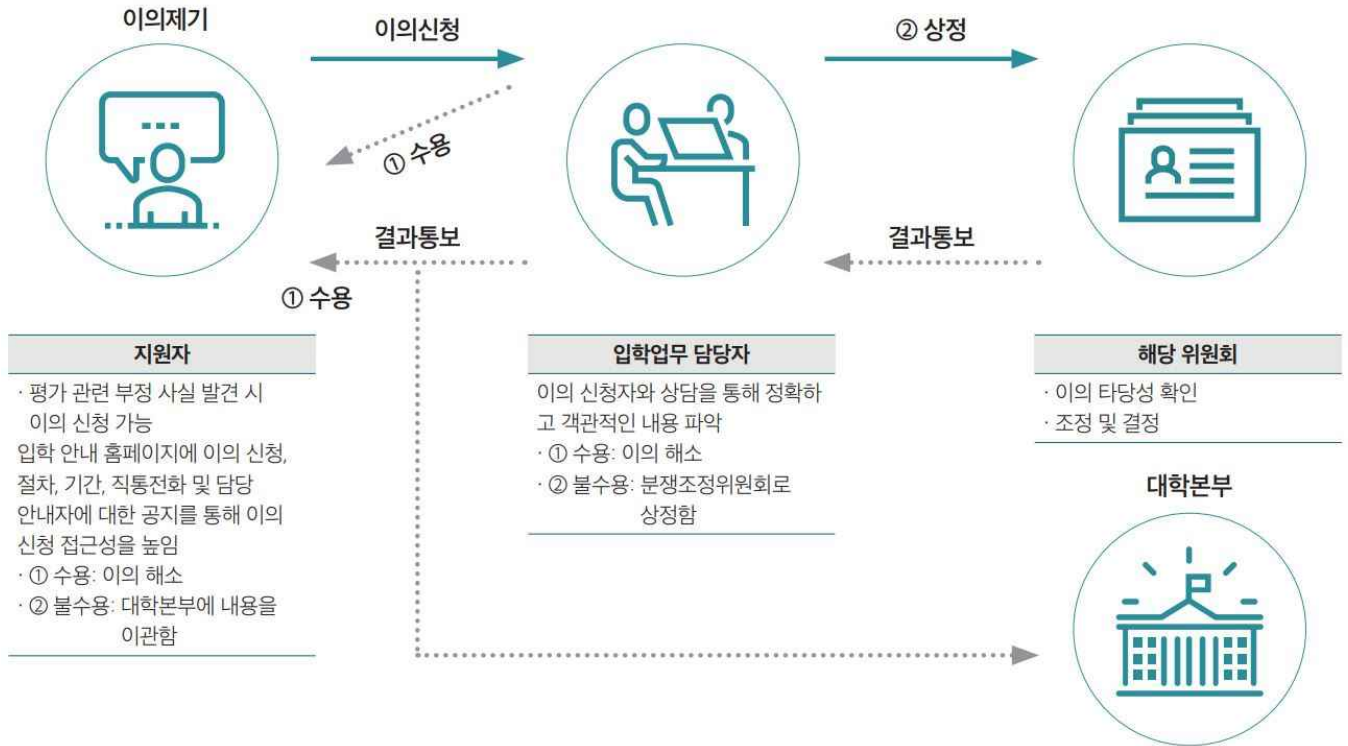 이의제기
이의신청
② 상정
① 수용
결과통보
결과통보
① 수용
지원자
· 평가 관련 부정 사실 발견 시
이의 신청 가능
입학 안내 홈페이지에 이의 신청,
절차, 기간, 직통전화 및 담당
안내자에 대한 공지를 통해 이의
신청 접근성을 높임
· ① 수용: 이의 해소
· ② 불수용: 대학본부에 내용을
이관함
입학업무 담당자
이의 신청자와 상담을 통해 정확하
고 객관적인 내용 파악
· ① 수용: 이의 해소
· ② 불수용: 분쟁조정위원회로
상정함
해당 위원회
· 이의 타당성 확인
· 조정 및 결정
대학본부